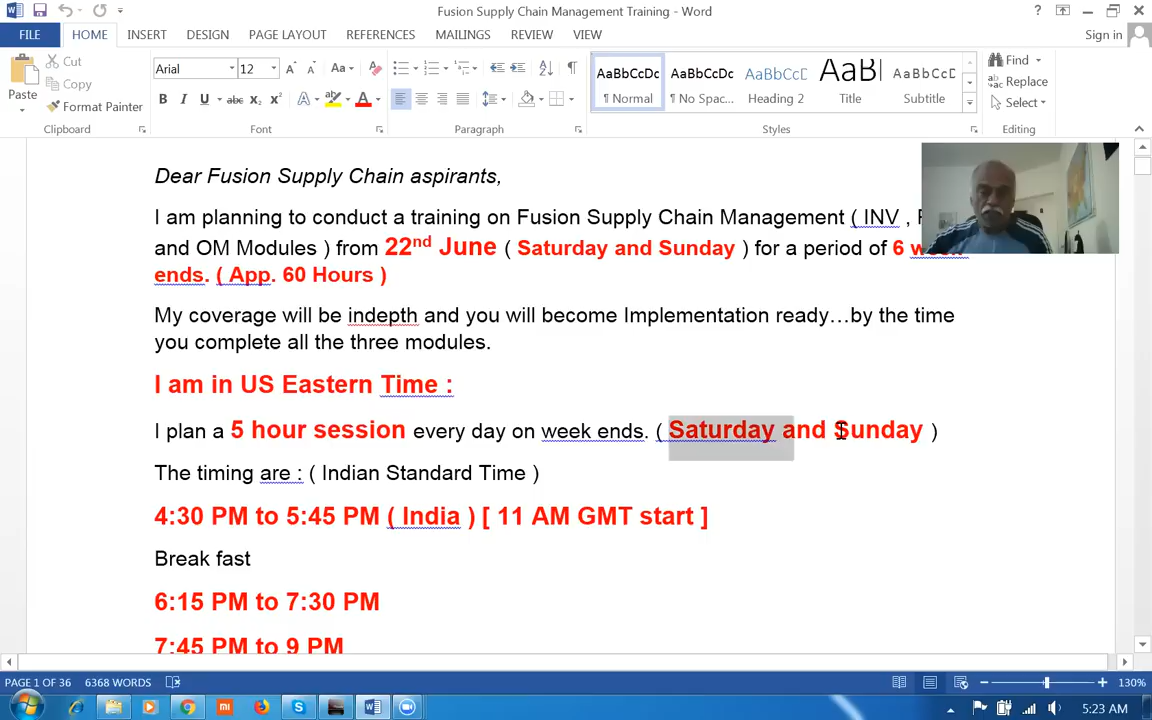 Fusion Supply Chain Management Training - Word
FILE HOME INSERT DESIGN PAGE LAYOUT REFERENCES MAILINGS REVIEW VIEW Sign in
Cut
Copy
Paste
Format Painter
Clipboard
Arial 12
Font
Paragraph
AaBbCcDc AaBbCcDc AaBbCcD AaBl AaBbCcD
¶ Normal ¶ No Spac... Heading 2 Title Subtitle
Styles
Find
Replace
Select
Editing
Dear Fusion Supply Chain aspirants,
I am planning to conduct a training on Fusion Supply Chain Management ( INV ,
and OM Modules ) from 22nd June ( Saturday and Sunday ) for a period of 6
ends. ( App. 60 Hours )
My coverage will be indepth and you will become Implementation ready…by the time
you complete all the three modules.
I am in US Eastern Time :
I plan a 5 hour session every day on week ends. ( Saturday and Sunday )
The timing are : ( Indian Standard Time )
4:30 PM to 5:45 PM ( India ) [ 11 AM GMT start ]
Break fast
6:15 PM to 7:30 PM
7:45 PM to 9 PM
PAGE 1 OF 36 6368 WORDS 130%
5:23 AM